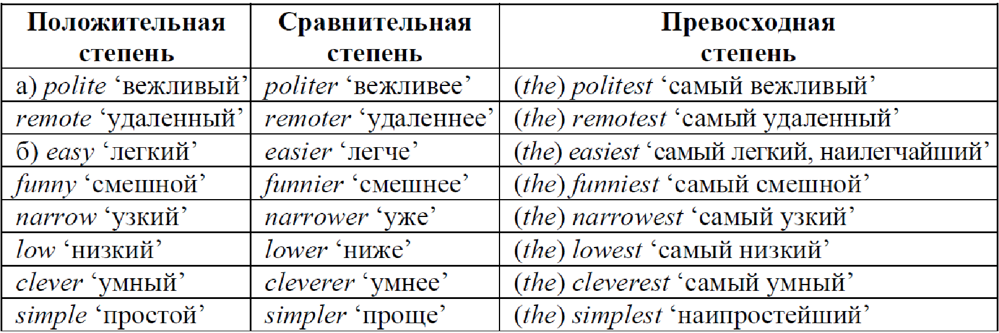 Положительная Сравнительная Превосходная
степень степень степень
а) polite ‘вежливый’ politer ‘вежливее’ (the) politest ‘самый вежливый’
remote ‘удаленный’ remoter ‘удаленнее’ (the) remotest ‘самый удаленный’
б) easy ‘легкий’ easier ‘легче’ (the) easiest ‘самый легкий, наилегчайший’
funny ‘смешной’ funnier ‘смешнее’ (the) funniest ‘самый смешной’
narrow ‘узкий’ narrower ‘уже’ (the) narrowest ‘самый узкий’
low ‘низкий’ lower ‘ниже’ (the) lowest ‘самый низкий’
clever ‘умный’ cleverer ‘умнее’ (the) cleverest ‘самый умный’
simple ‘простой’ simpler ‘проще’ (the) simplest ‘наипростейший’